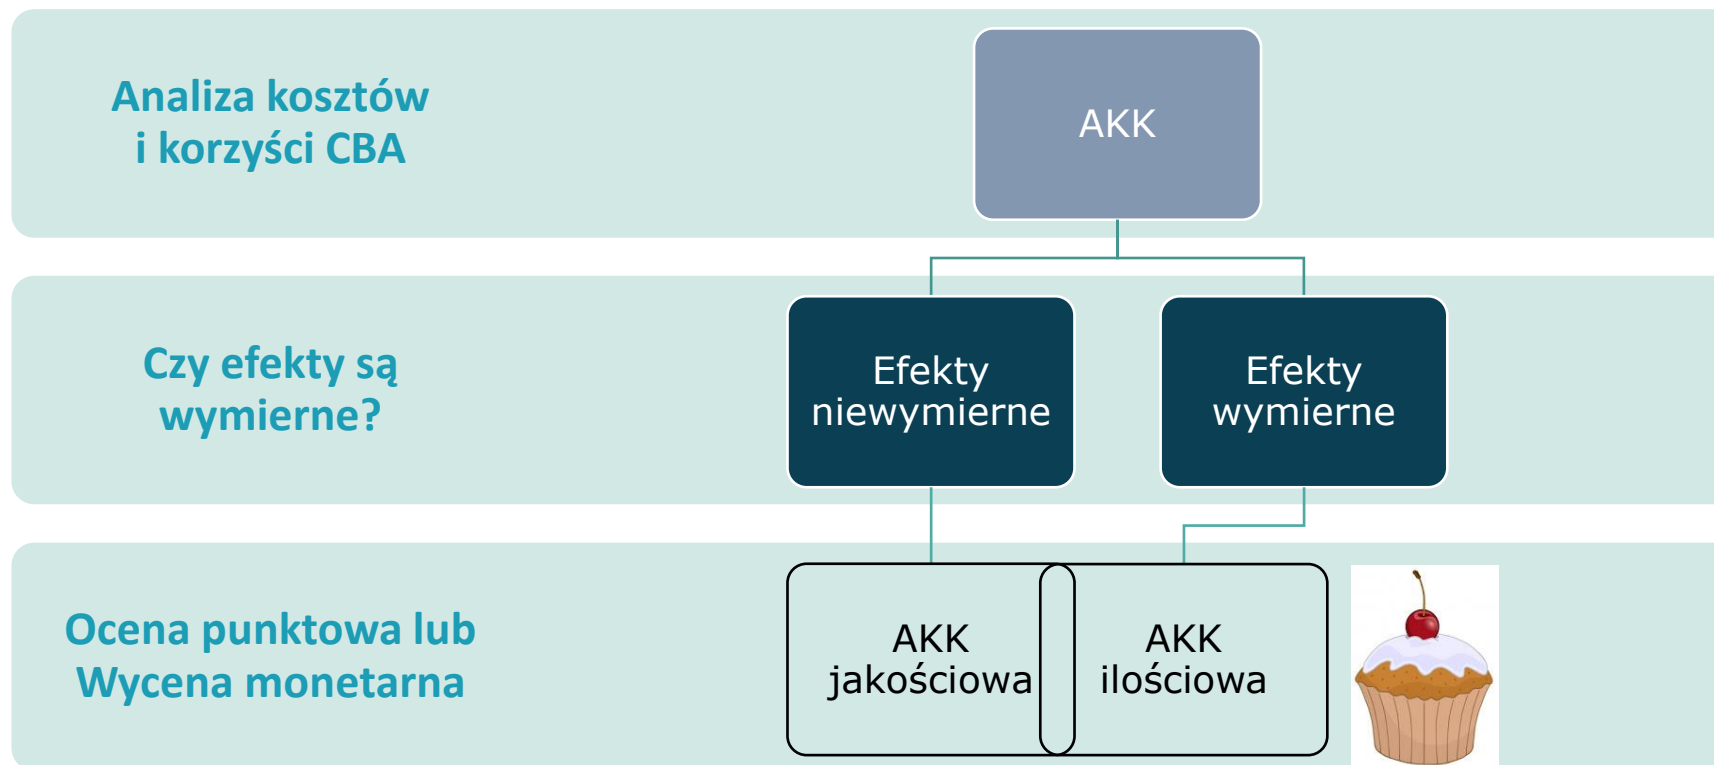 Analiza kosztów
i korzyści CBA
AKK
Czy efekty są
wymierne?
Efekty
niewymierne
Efekty
wymierne
Ocena punktowa lub
Wycena monetarna
AKK
jakościowa
AKK
ilościowa